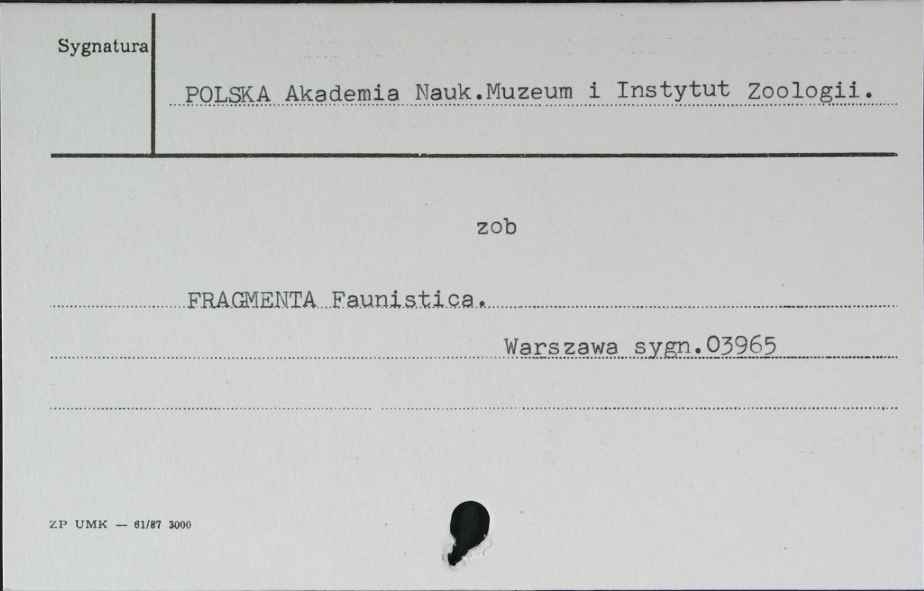 Sygnatura
POLSKA Akademia Nauk.Muzeum i Instytut Zoologii.
zob
FRAGMENTA Faunistica.
Warszawa sygn.03965
ZP UMK — 61/87 3000